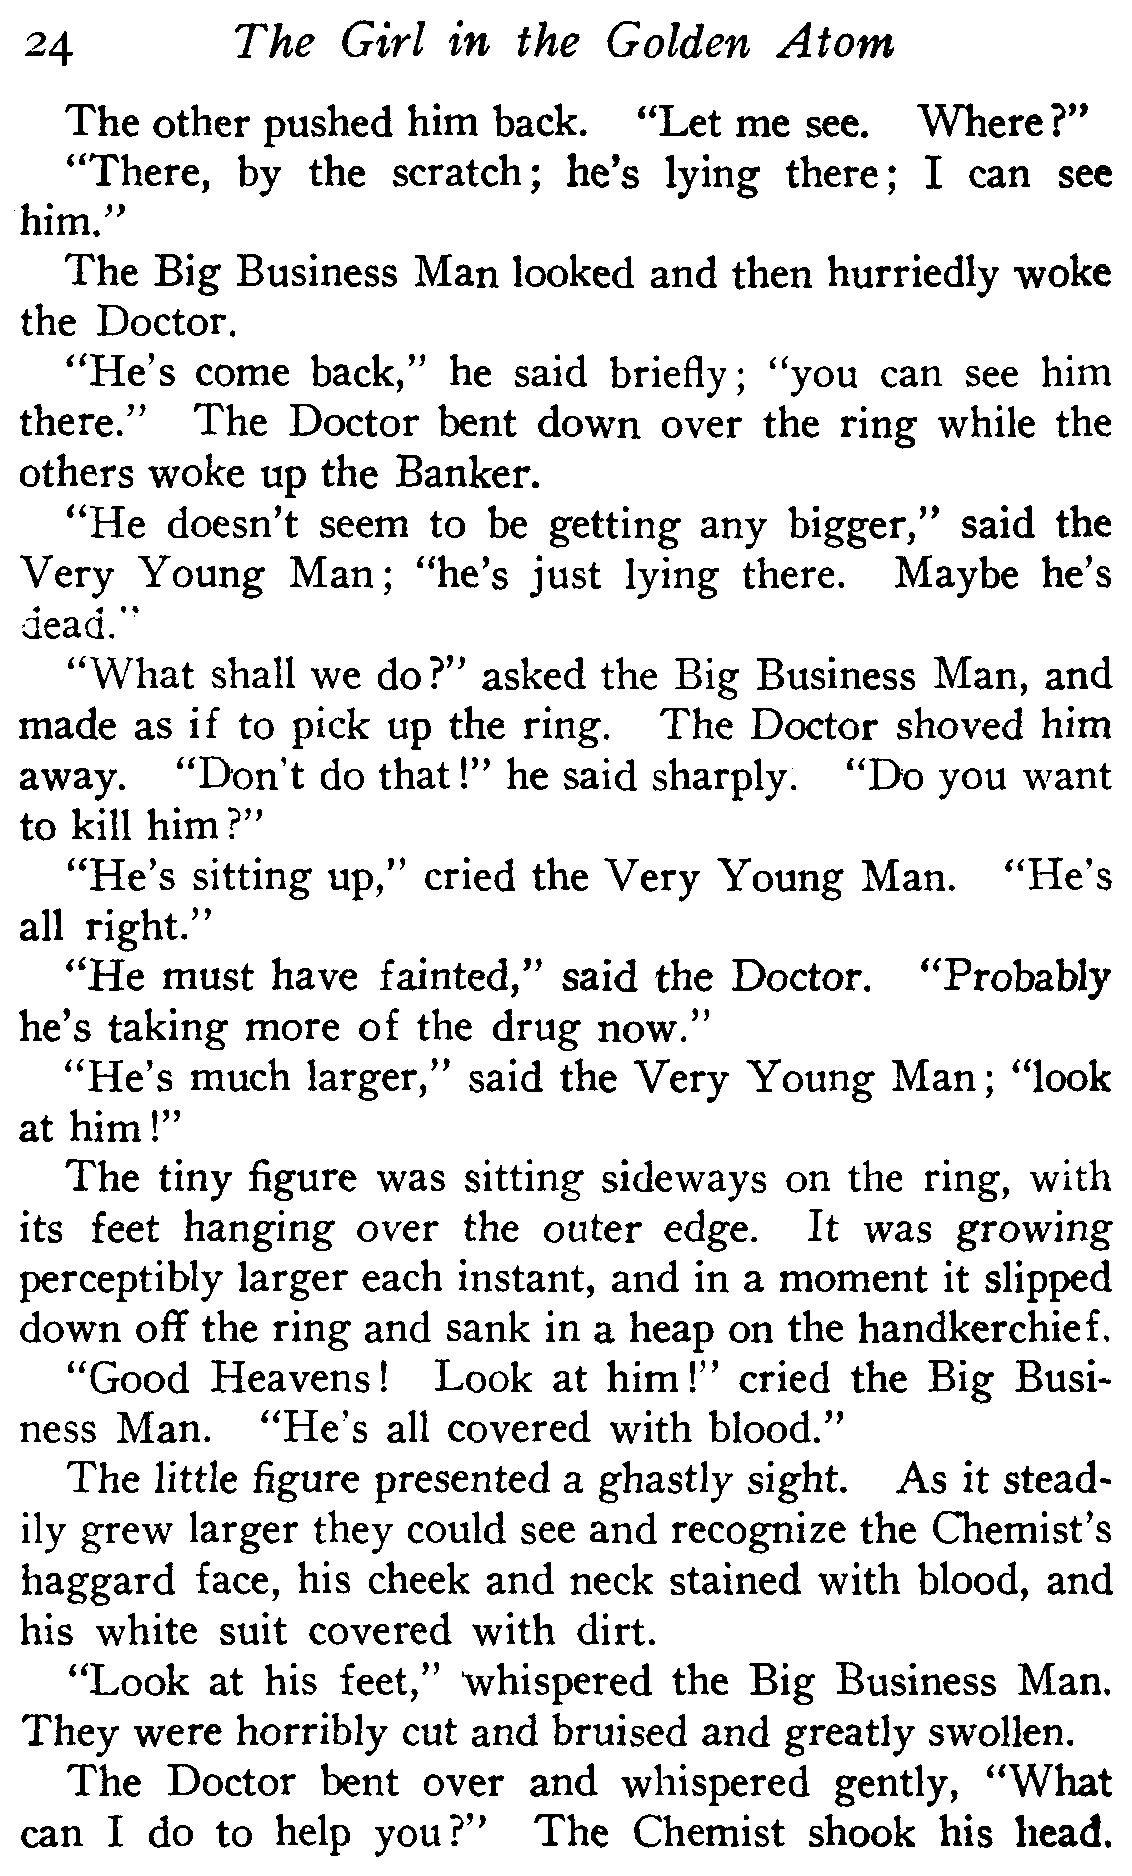 24 The Girl in the Golden Atom
The other pushed him back. “Let me see. Where?”
“There, by the scratch; he’s lying there; I can see
him.”
The Big Business Man looked and then hurriedly woke
the Doctor.
“He’s come back,” he said briefly; “you can see him
there.” The Doctor bent down over the ring while the
others woke up the Banker.
“He doesn’t seem to be getting any bigger,” said the
Very Young Man; “he’s just lying there. Maybe he’s
dead.”
“What shall we do?” asked the Big Business Man, and
made as if to pick up the ring. The Doctor shoved him
away. “Don’t do that!” he said sharply. “Do you want
to kill him?”
“He’s sitting up,” cried the Very Young Man. “He’s
all right.”
“He must have fainted,” said the Doctor. “Probably
he’s taking more of the drug now.”
“He’s much larger,” said the Very Young Man; “look
at him!”
The tiny figure was sitting sideways on the ring, with
its feet hanging over the outer edge. It was growing
perceptibly larger each instant, and in a moment it slipped
down off the ring and sank in a heap on the handkerchief.
“Good Heavens! Look at him!” cried the Big Busi-
ness Man. “He’s all covered with blood.”
The little figure presented a ghastly sight. As it stead-
ily grew larger they could see and recognize the Chemist’s
haggard face, his cheek and neck stained with blood, and
his white suit covered with dirt.
“Look at his feet,” whispered the Big Business Man.
They were horribly cut and bruised and greatly swollen.
The Doctor bent over and whispered gently, “What
can I do to help you?” The Chemist shook his head.